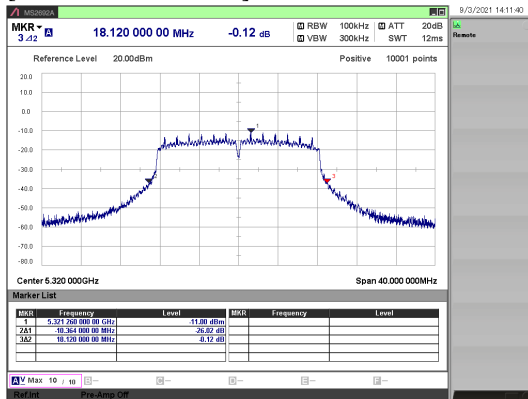 MS2692A
9/3/2021 14:11:40
MKR
3Δ2
18.120 000 00 MHz
-0.12 dB
RBW 100kHz
ATT 20dB
VBW 300kHz
SWT 12ms
Remote
Reference Level 20.00dBm
Positive 10001 points
20.0
10.0
0.0
-10.0
1
-20.0
-30.0
3
-40.0
-50.0
-60.0
-70.0
-80.0
Center 5.320 000GHz
Span 40.000 000MHz
Marker List
MKR Frequency Level MKR Frequency Level
1 5.321 260 000 00 GHz -11.00 dBm
2Δ1 -10.364 000 00 MHz -26.02 dB
3Δ2 18.120 000 00 MHz -0.12 dB
A V Max 10 / 10 B-- C-- D-- E-- F--
Ref.Int Pre-Amp Off